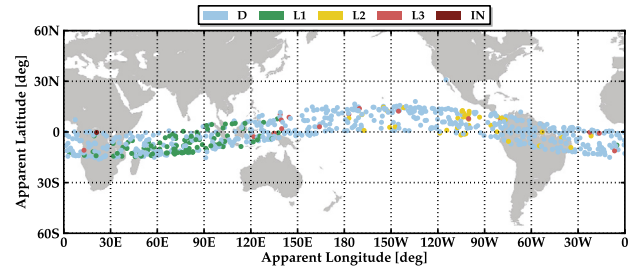 D L1 L2 L3 IN
60N
30N
0
30S
60S
Apparent Latitude [deg]
0 30E 60E 90E 120E 150E 180 150W 120W 90W 60W 30W 0
Apparent Longitude [deg]